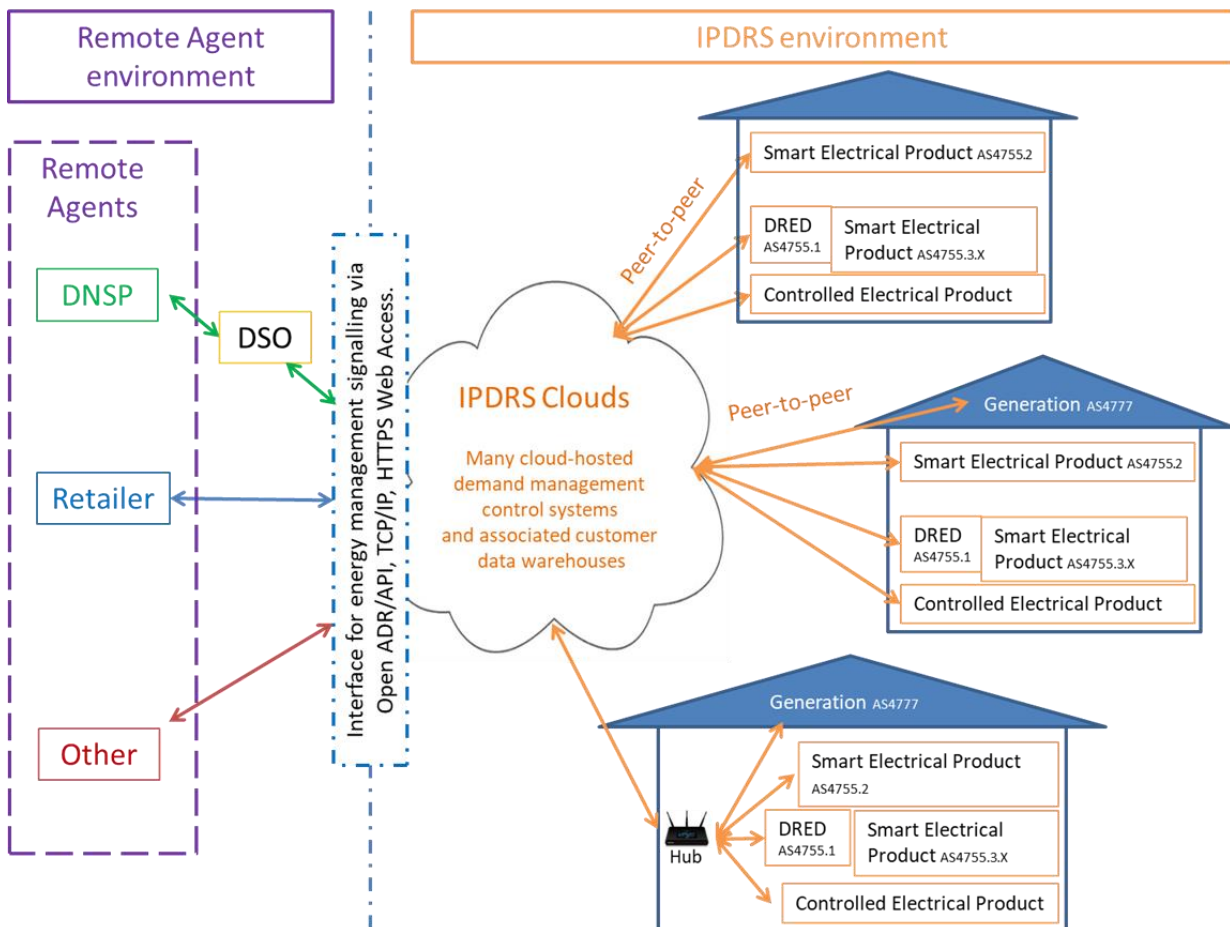 Remote Agent
environment
IPDRS environment
Remote
Agents
DNSP
DSO
Retailer
Other
Interface for energy management signalling via
Open ADR/API, TCP/IP, HTTPS Web Access.
IPDRS Clouds
Many cloud-hosted
demand management
control systems
and associated customer
data warehouses
Peer-to-peer
Smart Electrical Product AS4755.2
DRED
AS4755.1
Smart Electrical
Product AS4755.3.X
Controlled Electrical Product
Peer-to-peer
Generation AS4777
Smart Electrical Product AS4755.2
DRED
AS4755.1
Smart Electrical
Product AS4755.3.X
Controlled Electrical Product
Generation AS4777
Smart Electrical Product
AS4755.2
Hub
DRED
AS4755.1
Smart Electrical
Product AS4755.3.X
Controlled Electrical Product